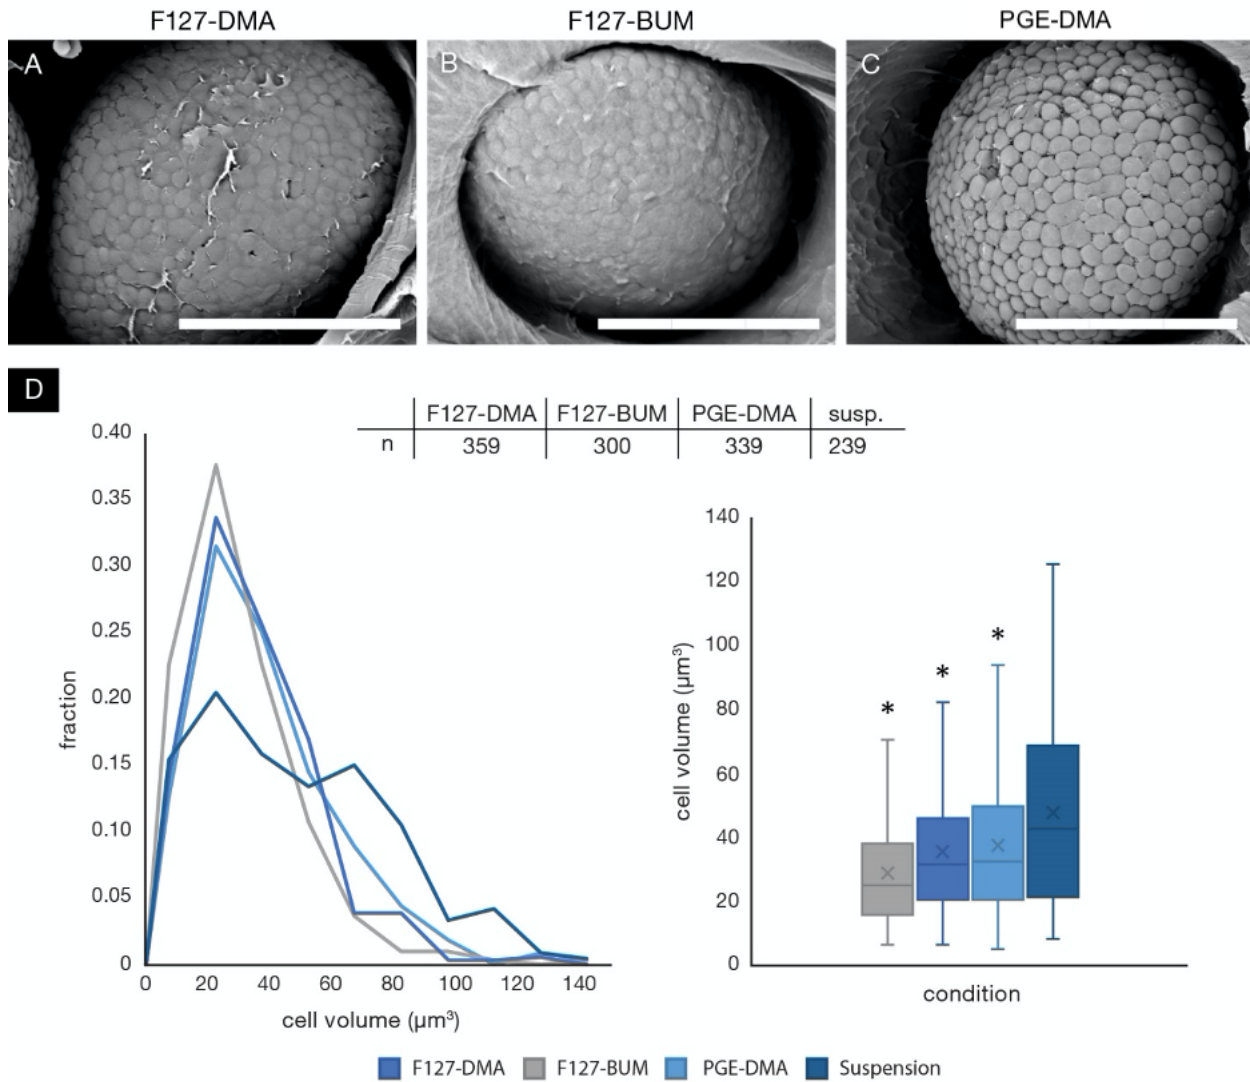 F127-DMA F127-BUM PGE-DMA
A B C
D
F127-DMA F127-BUM PGE-DMA susp.
n 359 300 339 239
0.40
0.35
0.30
0.25
0.20
0.15
0.10
0.05
0
fraction
0 20 40 60 80 100 120 140
cell volume (µm³)
140
120
100
80
60
40
20
0
cell volume (µm³)
* * *
condition
F127-DMA F127-BUM PGE-DMA Suspension